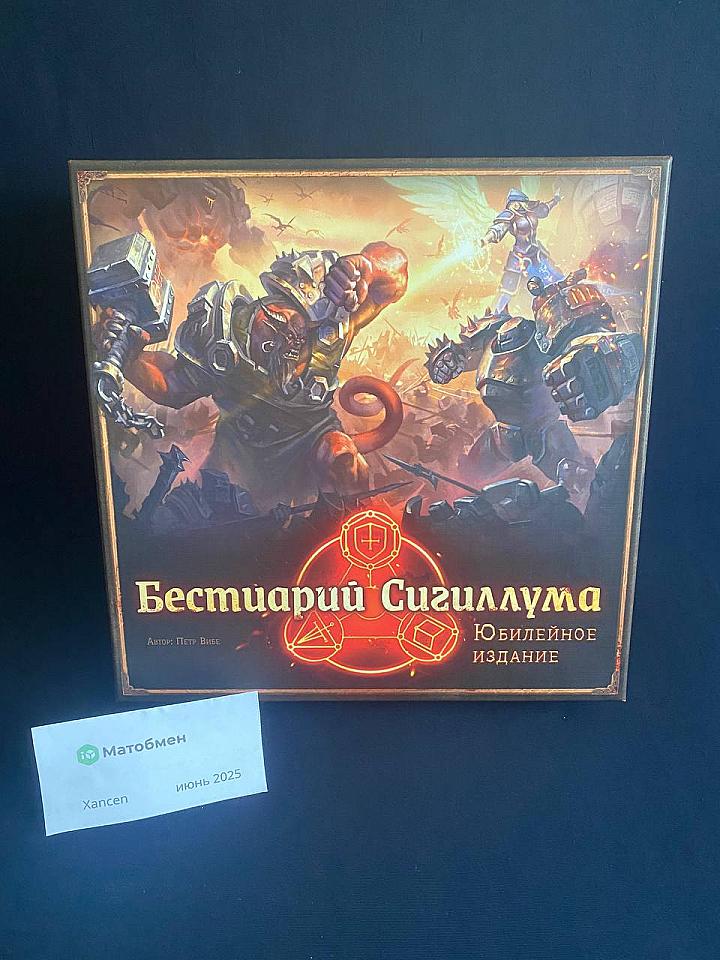 Бестиарий Сигиллума
Автор: Петр Вибе
Юбилейное
издание
Матобмен
Xancen
июнь 2025